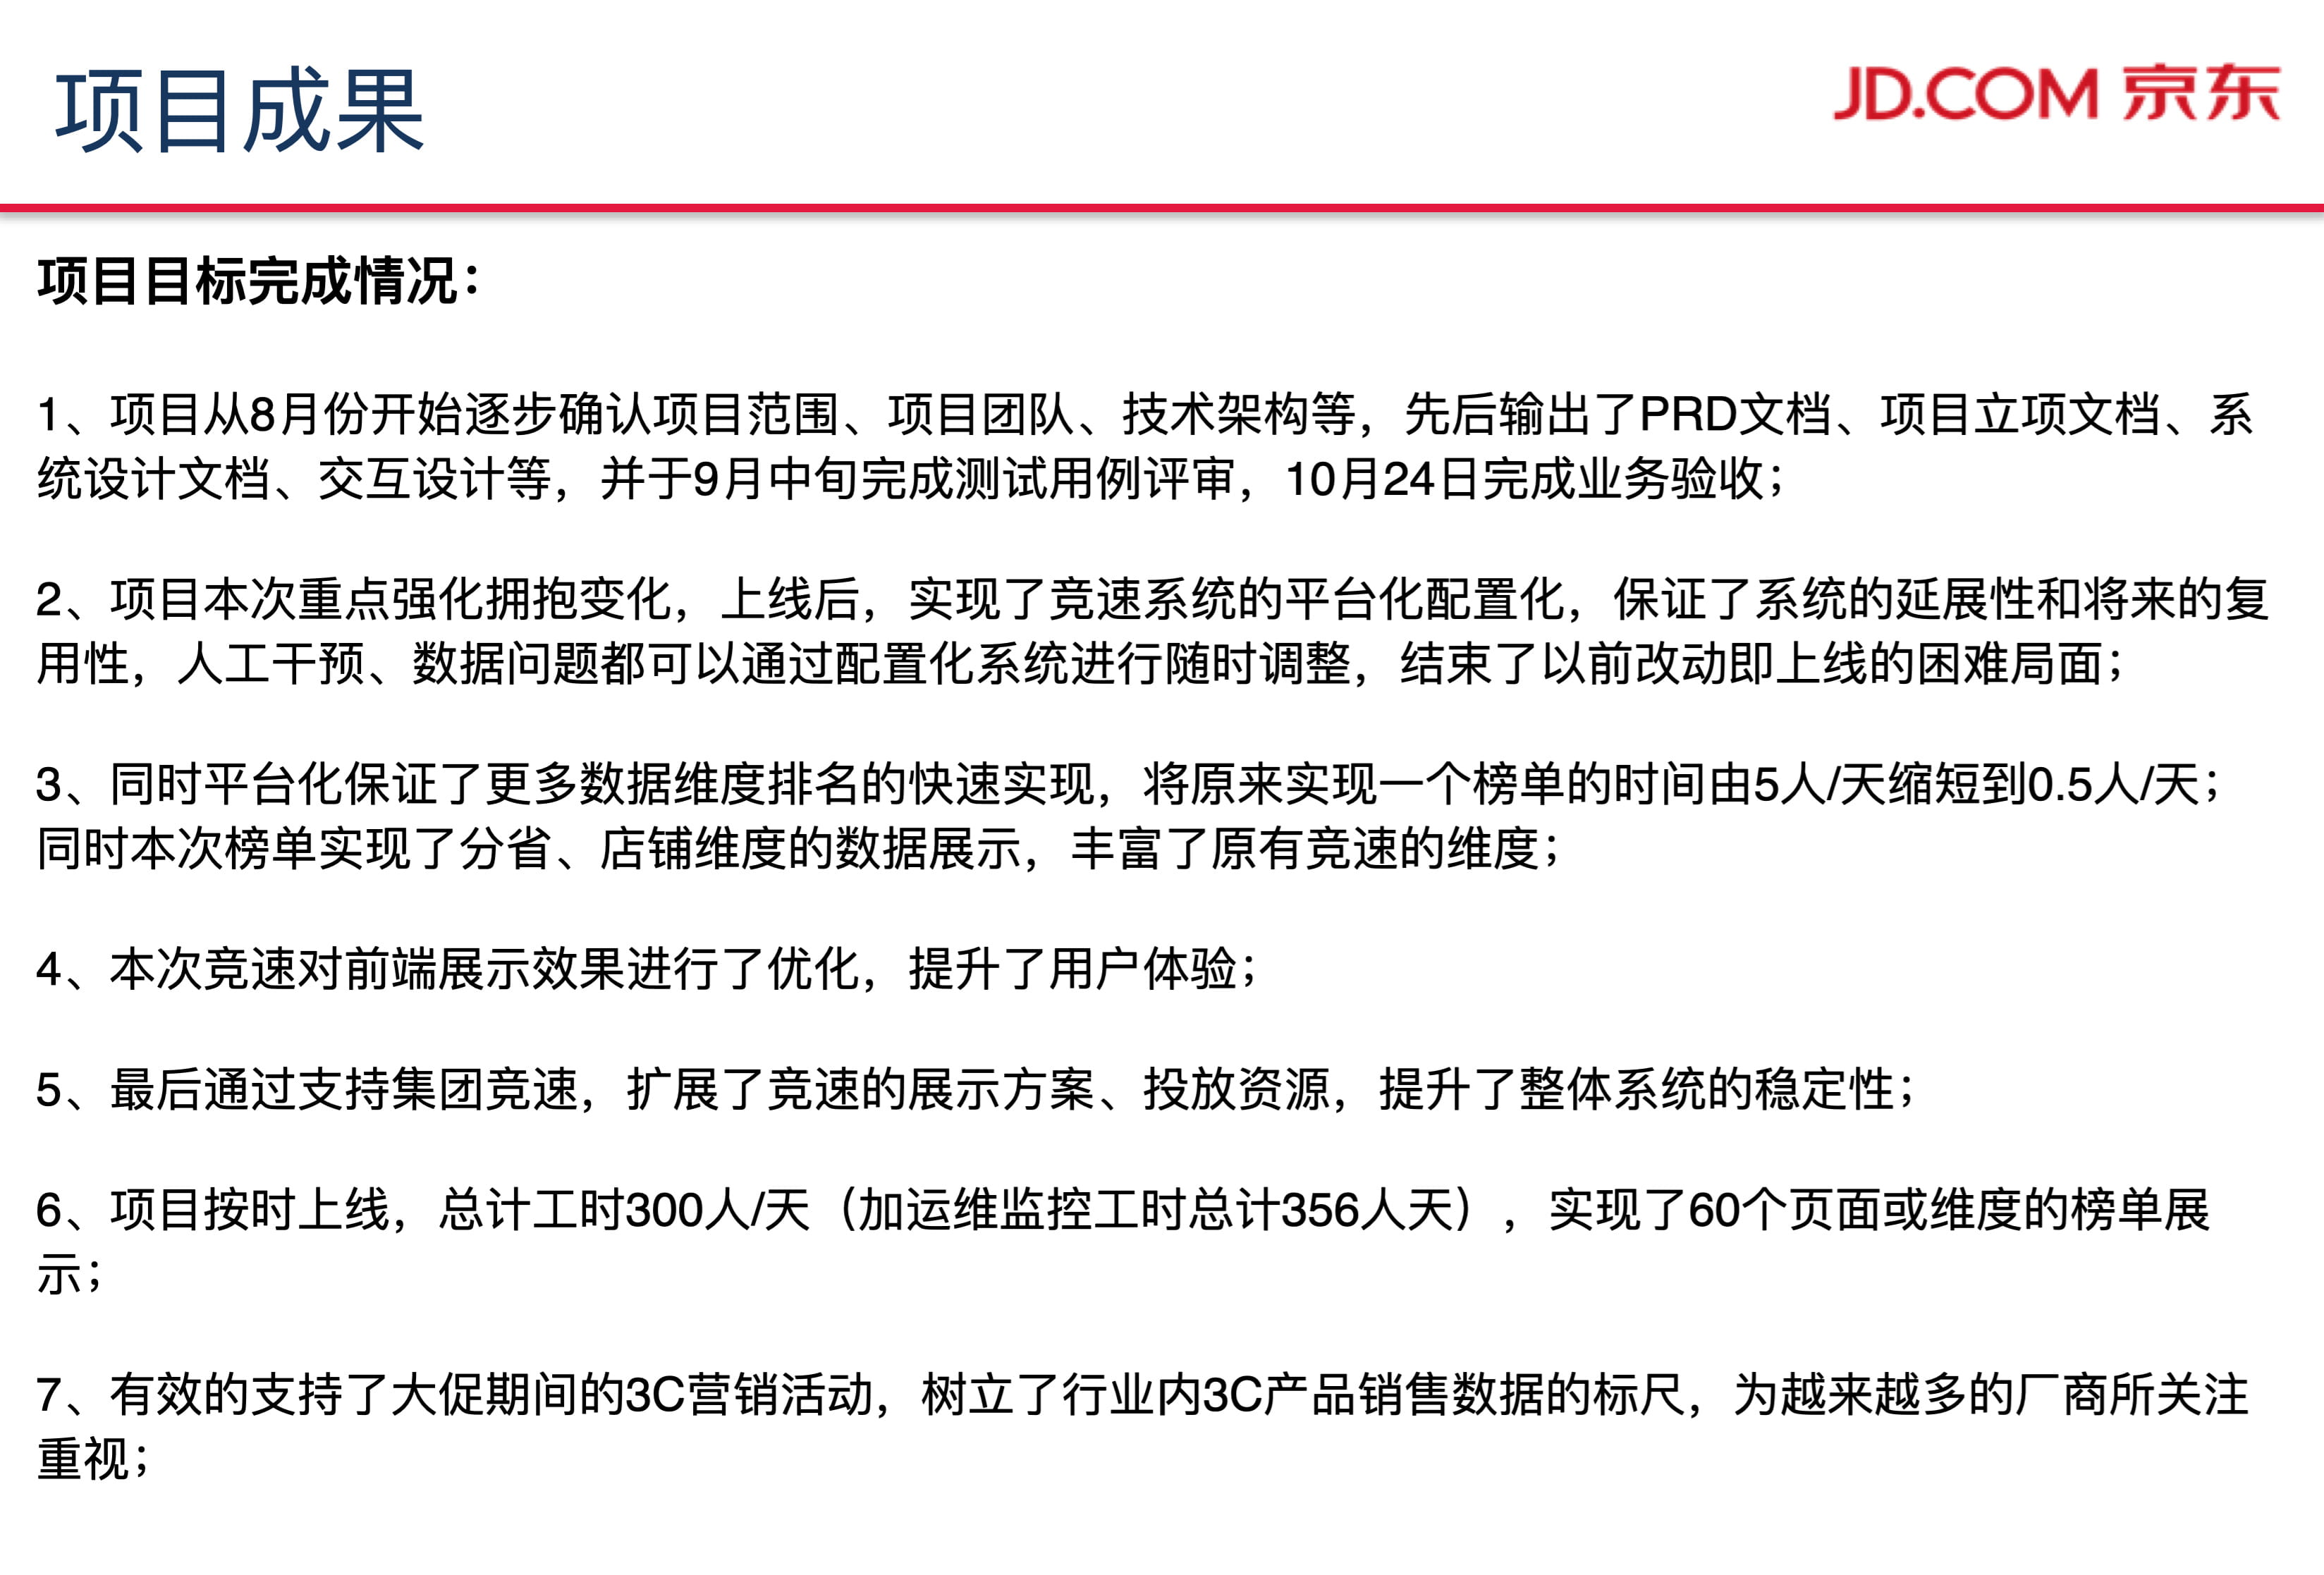 项目成果
JD.COM 京东
项目目标完成情况：
1、项目从8月份开始逐步确认项目范围、项目团队、技术架构等，先后输出了PRD文档、项目立项文档、系
统设计文档、交互设计等，并于9月中旬完成测试用例评审，10月24日完成业务验收；
2、项目本次重点强化拥抱变化，上线后，实现了竞速系统的平台化配置化，保证了系统的延展性和将来的复
用性，人工干预、数据问题都可以通过配置化系统进行随时调整，结束了以前改动即上线的困难局面；
3、同时平台化保证了更多数据维度排名的快速实现，将原来实现一个榜单的时间由5人/天缩短到0.5人/天；
同时本次榜单实现了分省、店铺维度的数据展示，丰富了原有竞速的维度；
4、本次竞速对前端展示效果进行了优化，提升了用户体验；
5、最后通过支持集团竞速，扩展了竞速的展示方案、投放资源，提升了整体系统的稳定性；
6、项目按时上线，总计工时300人/天（加运维监控工时总计356人天），实现了60个页面或维度的榜单展
示；
7、有效的支持了大促期间的3C营销活动，树立了行业内3C产品销售数据的标尺，为越来越多的厂商所关注
重视；